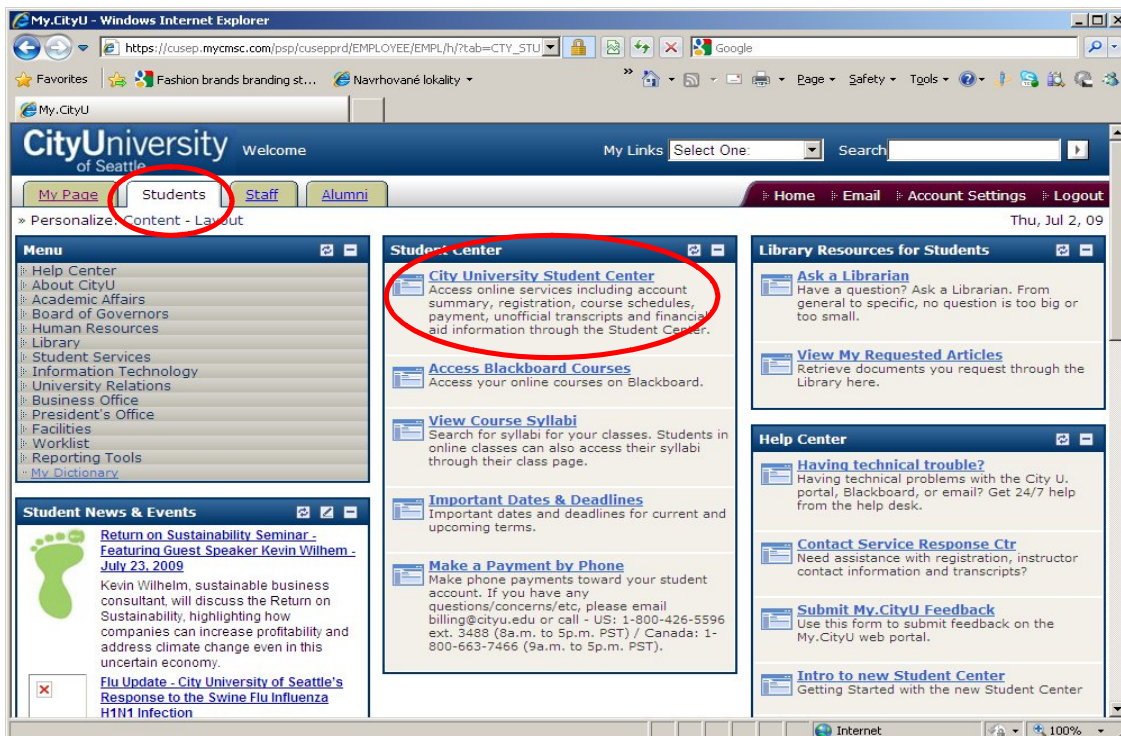 My.CityU - Windows Internet Explorer
https://cusep.mycmsc.com/psp/cusepprd/EMPLOYEE/EMPL/h/?tab=CTY_STU
Google
Favorites
Fashion brands branding st...
Navrhované lokality
»
Page
Safety
Tools
My.CityU
CityUniversity
of Seattle
Welcome
My Links
Select One:
Search
My Page
Students
Staff
Alumni
Home
Email
Account Settings
Logout
» Personalize: Content - Layout
Thu, Jul 2, 09
Menu
Help Center
About CityU
Academic Affairs
Board of Governors
Human Resources
Library
Student Services
Information Technology
University Relations
Business Office
President's Office
Facilities
Worklist
Reporting Tools
My Dictionary
Student News & Events
Return on Sustainability Seminar -
Featuring Guest Speaker Kevin Wilhem -
July 23, 2009
Kevin Wilhelm, sustainable business
consultant, will discuss the Return on
Sustainability, highlighting how
companies can increase profitability and
address climate change even in this
uncertain economy.
Flu Update - City University of Seattle's
Response to the Swine Flu Influenza
H1N1 Infection
Student Center
City University Student Center
Access online services including account
summary, registration, course schedules,
payment, unofficial transcripts and financial
aid information through the Student Center.
Access Blackboard Courses
Access your online courses on Blackboard.
View Course Syllabi
Search for syllabi for your classes. Students in
online classes can also access their syllabi
through their class page.
Important Dates & Deadlines
Important dates and deadlines for current and
upcoming terms.
Make a Payment by Phone
Make phone payments toward your student
account. If you have any
questions/concerns/etc, please email
billing@cityu.edu or call - US: 1-800-426-5596
ext. 3488 (8a.m. to 5p.m. PST) / Canada: 1-
800-663-7466 (9a.m. to 5p.m. PST).
Library Resources for Students
Ask a Librarian
Have a question? Ask a Librarian. From
general to specific, no question is too big or
too small.
View My Requested Articles
Retrieve documents you request through the
Library here.
Help Center
Having technical trouble?
Having technical problems with the City U.
portal, Blackboard, or email? Get 24/7 help
from the help desk.
Contact Service Response Ctr
Need assistance with registration, instructor
contact information and transcripts?
Submit My.CityU Feedback
Use this form to submit feedback on the
My.CityU web portal.
Intro to new Student Center
Getting Started with the new Student Center
Internet
100%